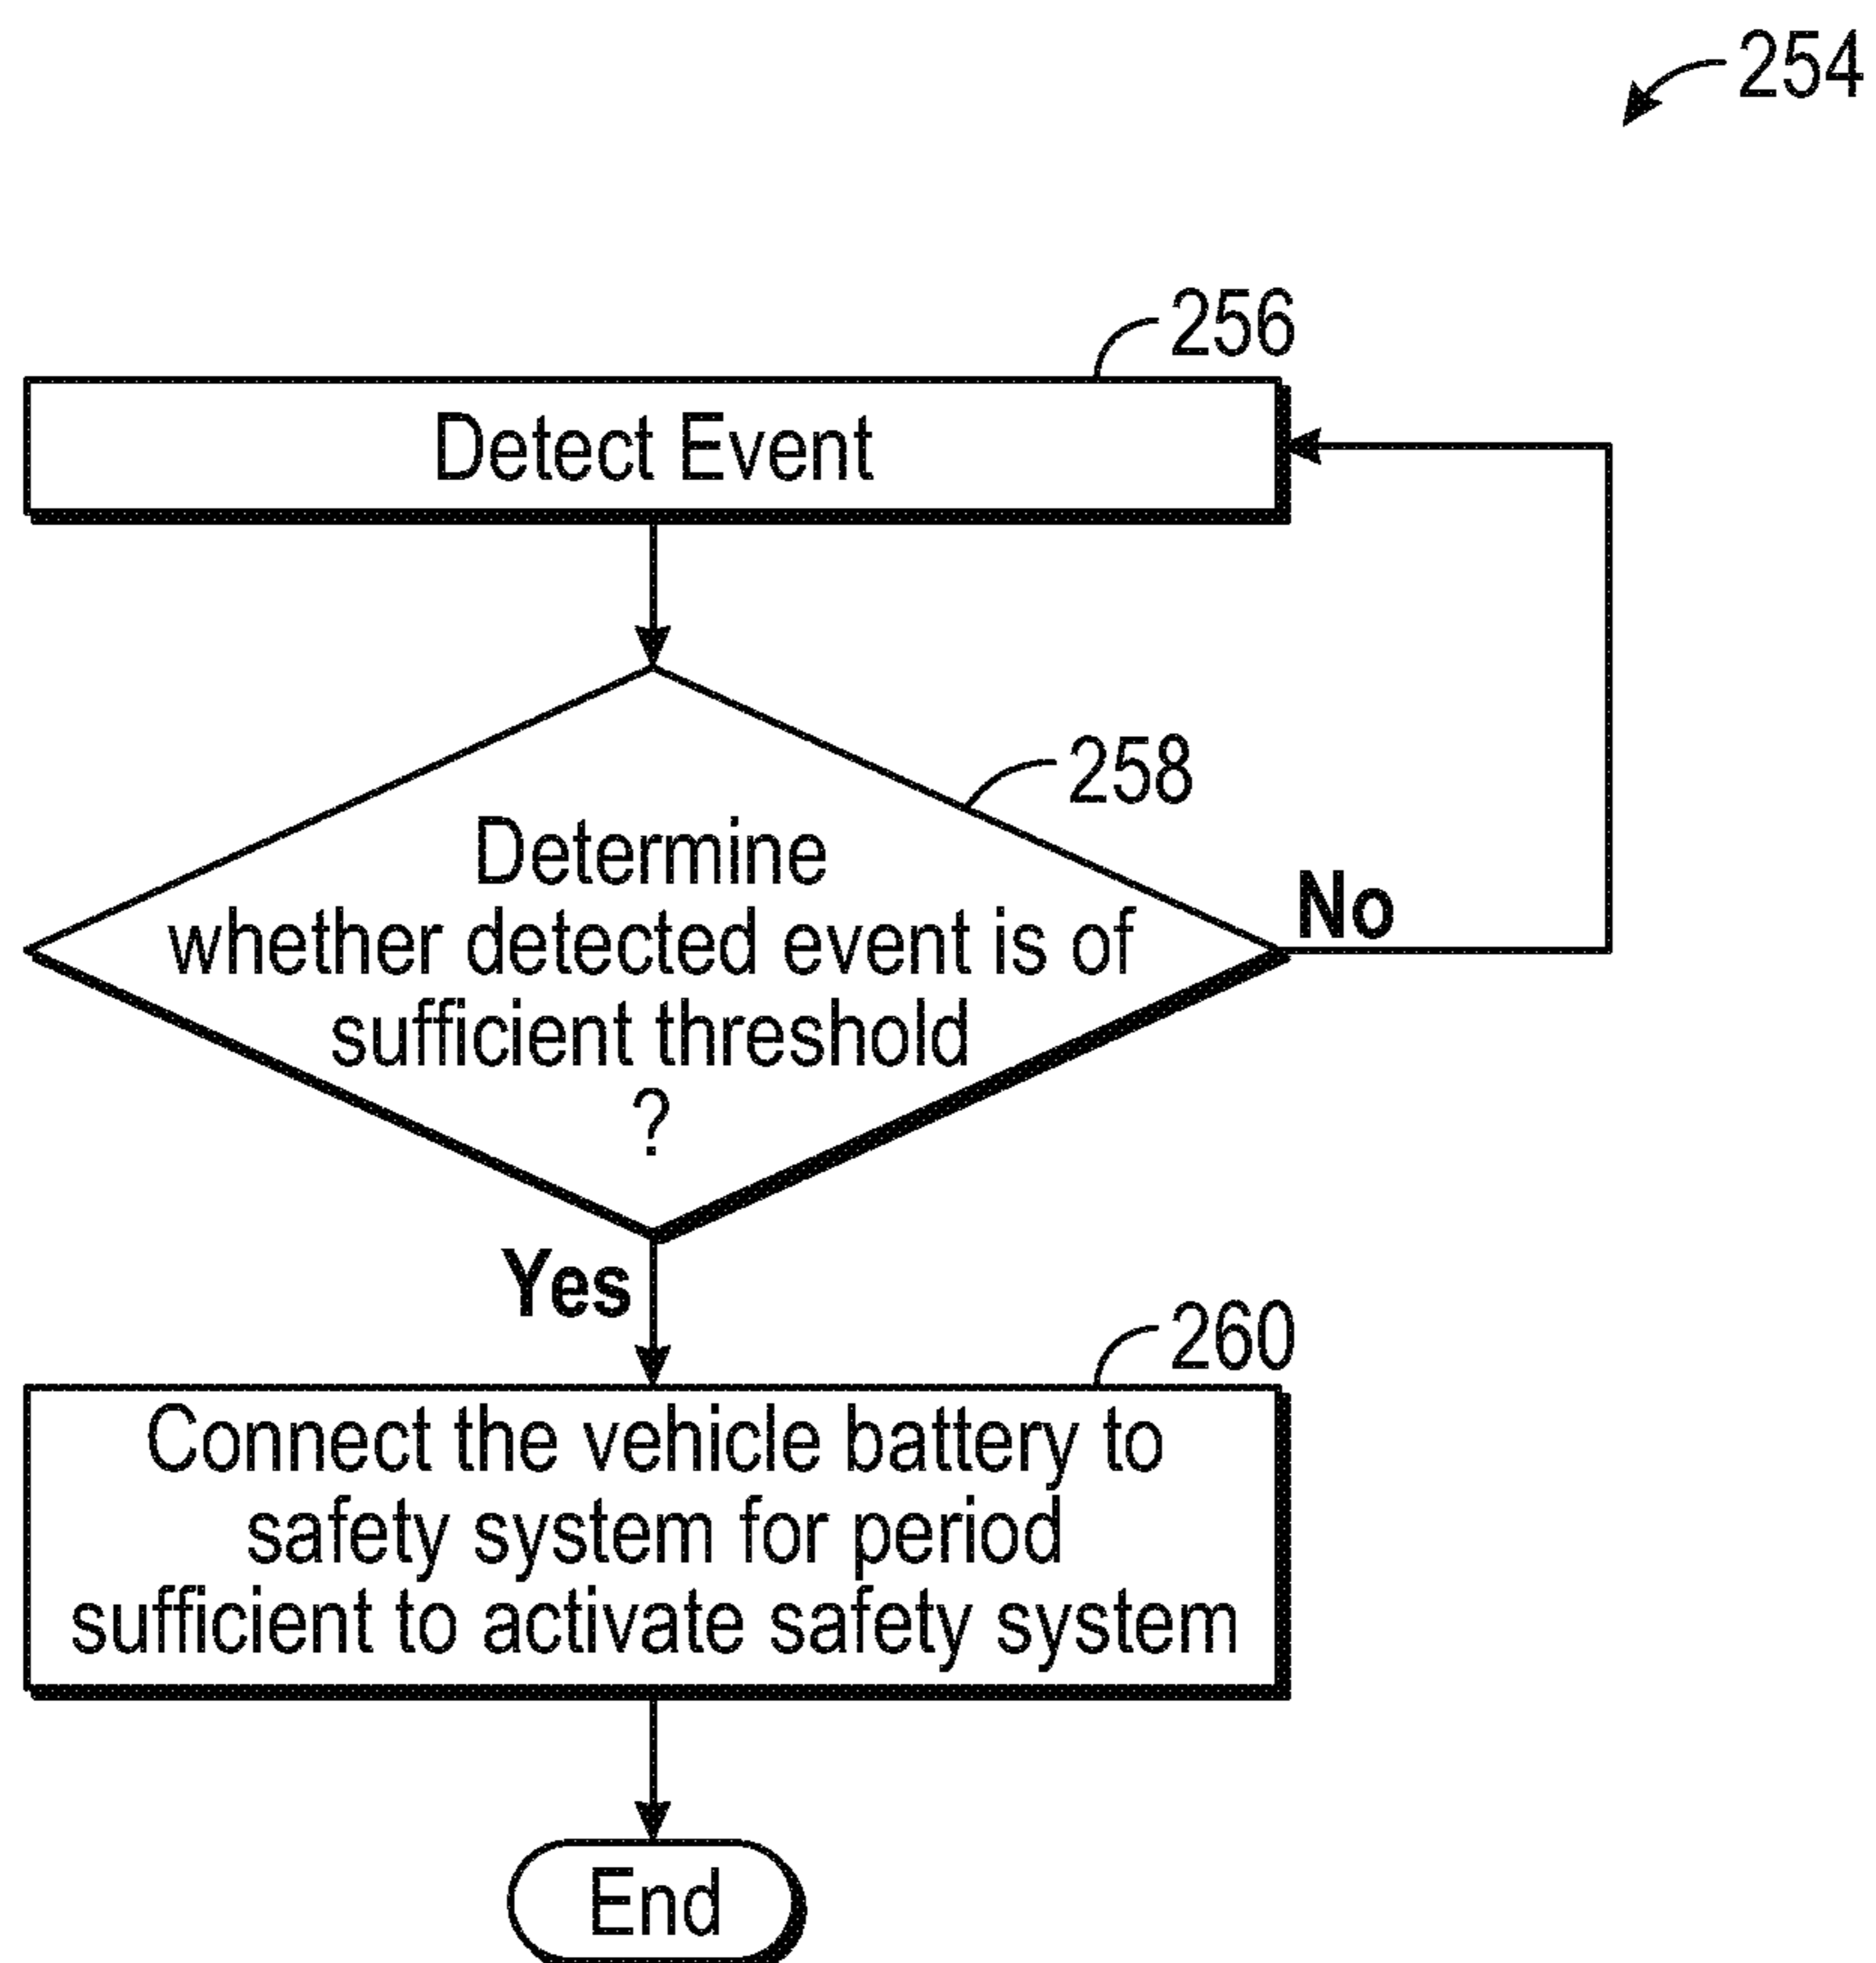 254
256
Detect Event
258
Determine
whether detected event is of
sufficient threshold
?
No
Yes
260
Connect the vehicle battery to
safety system for period
sufficient to activate safety system
End